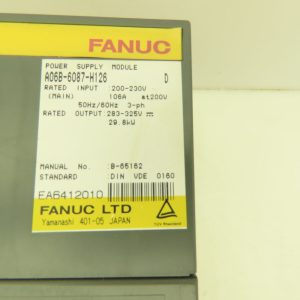 FANUC
POWER SUPPLY MODULE
A06B-6087-H126 D
RATED INPUT :200-230V
(MAIN) 106A at200V
50Hz/60Hz 3-ph
RATED OUTPUT:283-325V
29.8kW
MANUAL No. :B-65162
STANDARD :DIN VDE 0160
EA6412010
FANUC LTD
Yamanashi 401-05 JAPAN
TÜV Rheinland